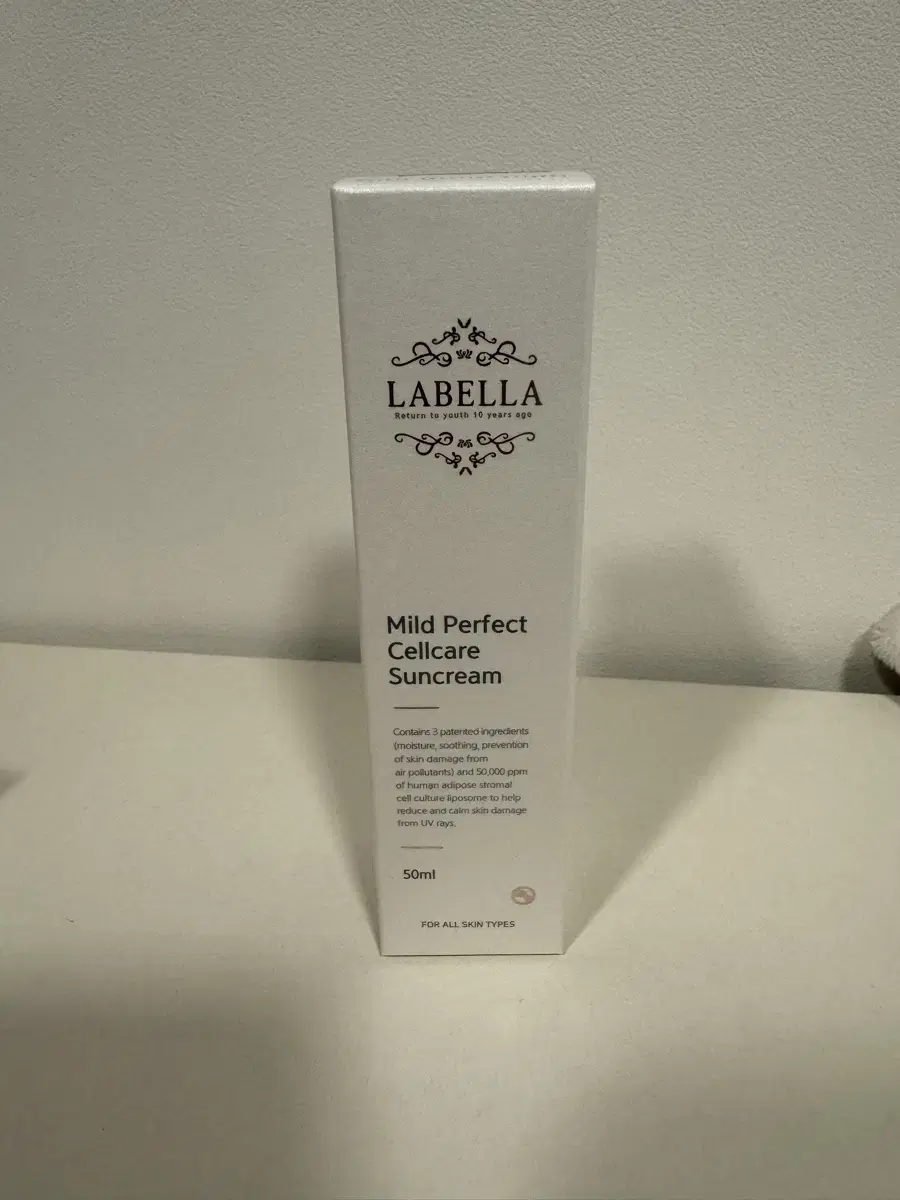 LABELLA
Return to youth 10 years ago
Mild Perfect
Cellcare
Suncream
Contains 3 patented ingredients
(moisture, soothing, prevention
of skin damage from
air pollutants) and 50,000 ppm
of human adipose stromal
cell culture liposome to help
reduce and calm skin damage
from UV rays.
50ml
FOR ALL SKIN TYPES